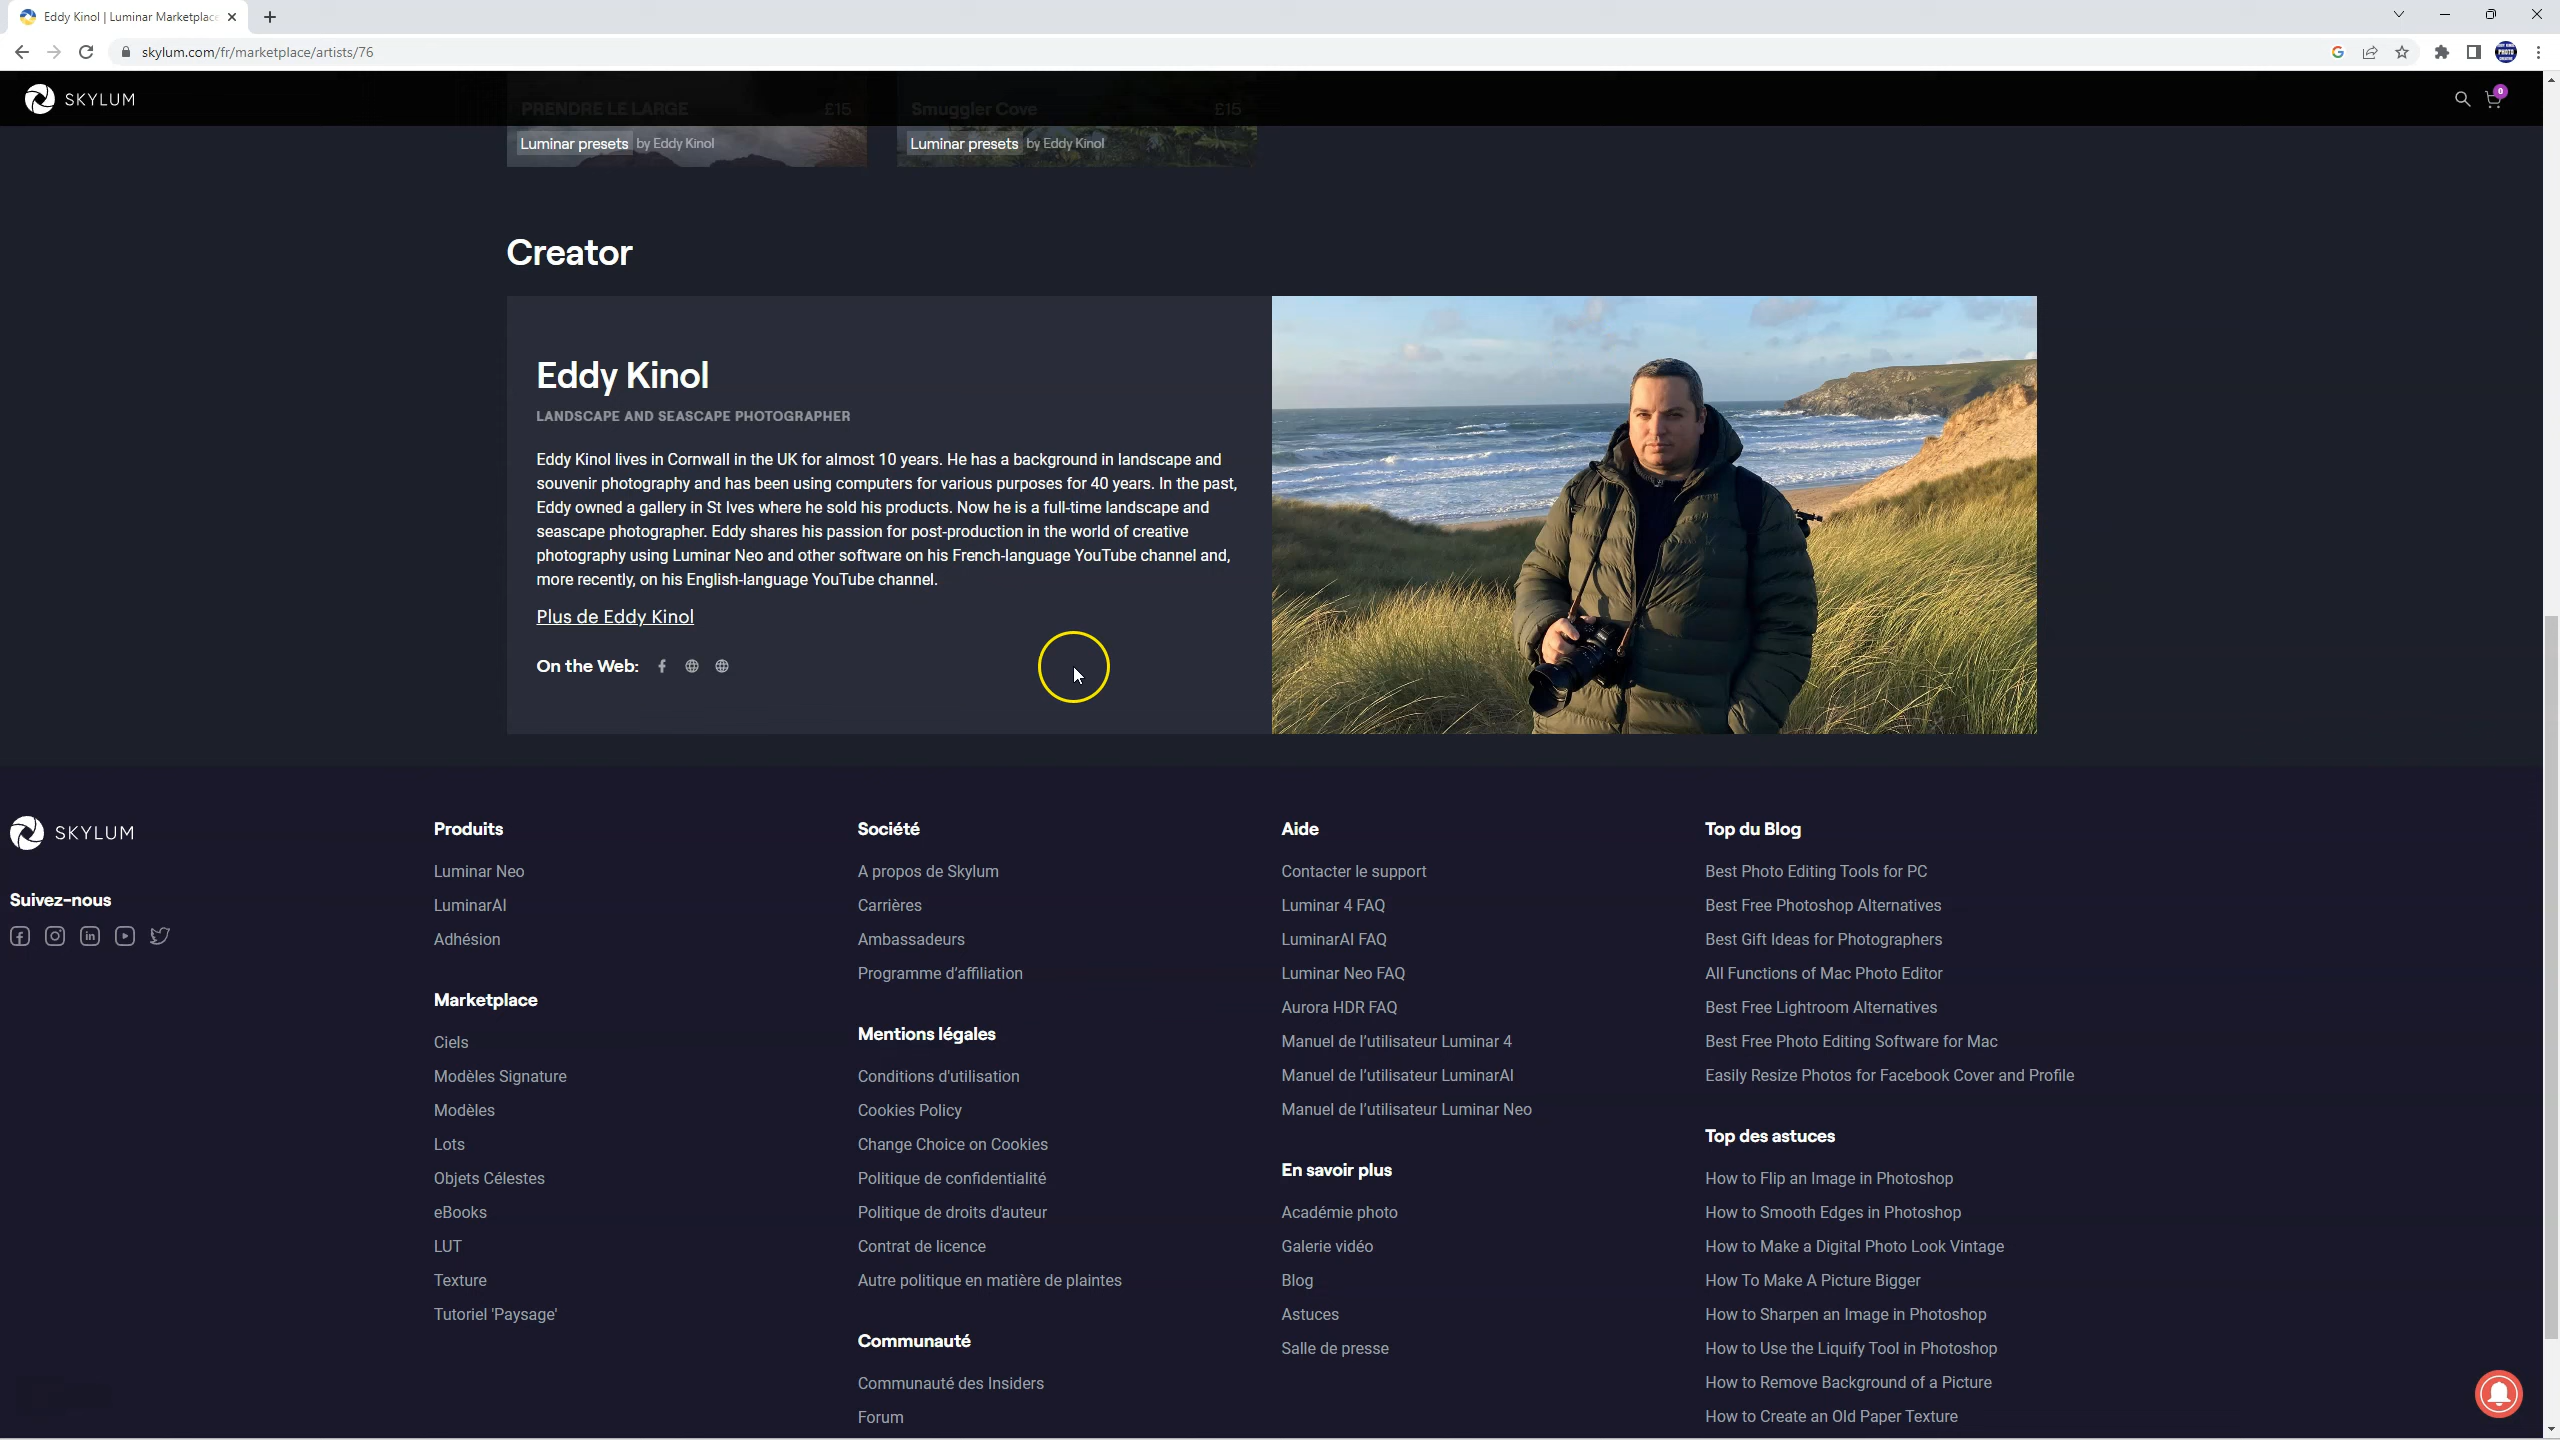 Eddy Kinol | Luminar Marketplace
skylum.com/fr/marketplace/artists/76
SKYLUM
0
PRENDRE LE LARGE £15
Luminar presets by Eddy Kinol
Smuggler Cove £15
Luminar presets by Eddy Kinol
Creator
Eddy Kinol
LANDSCAPE AND SEASCAPE PHOTOGRAPHER
Eddy Kinol lives in Cornwall in the UK for almost 10 years. He has a background in landscape and
souvenir photography and has been using computers for various purposes for 40 years. In the past,
Eddy owned a gallery in St Ives where he sold his products. Now he is a full-time landscape and
seascape photographer. Eddy shares his passion for post-production in the world of creative
photography using Luminar Neo and other software on his French-language YouTube channel and,
more recently, on his English-language YouTube channel.
Plus de Eddy Kinol
On the Web:
SKYLUM
Suivez-nous
Produits
Luminar Neo
LuminarAI
Adhésion
Marketplace
Ciels
Modèles Signature
Modèles
Lots
Objets Célestes
eBooks
LUT
Texture
Tutoriel 'Paysage'
Société
A propos de Skylum
Carrières
Ambassadeurs
Programme d'affiliation
Mentions légales
Conditions d'utilisation
Cookies Policy
Change Choice on Cookies
Politique de confidentialité
Politique de droits d'auteur
Contrat de licence
Autre politique en matière de plaintes
Communauté
Communauté des Insiders
Forum
Aide
Contacter le support
Luminar 4 FAQ
LuminarAI FAQ
Luminar Neo FAQ
Aurora HDR FAQ
Manuel de l'utilisateur Luminar 4
Manuel de l'utilisateur LuminarAI
Manuel de l'utilisateur Luminar Neo
En savoir plus
Académie photo
Galerie vidéo
Blog
Astuces
Salle de presse
Top du Blog
Best Photo Editing Tools for PC
Best Free Photoshop Alternatives
Best Gift Ideas for Photographers
All Functions of Mac Photo Editor
Best Free Lightroom Alternatives
Best Free Photo Editing Software for Mac
Easily Resize Photos for Facebook Cover and Profile
Top des astuces
How to Flip an Image in Photoshop
How to Smooth Edges in Photoshop
How to Make a Digital Photo Look Vintage
How To Make A Picture Bigger
How to Sharpen an Image in Photoshop
How to Use the Liquify Tool in Photoshop
How to Remove Background of a Picture
How to Create an Old Paper Texture